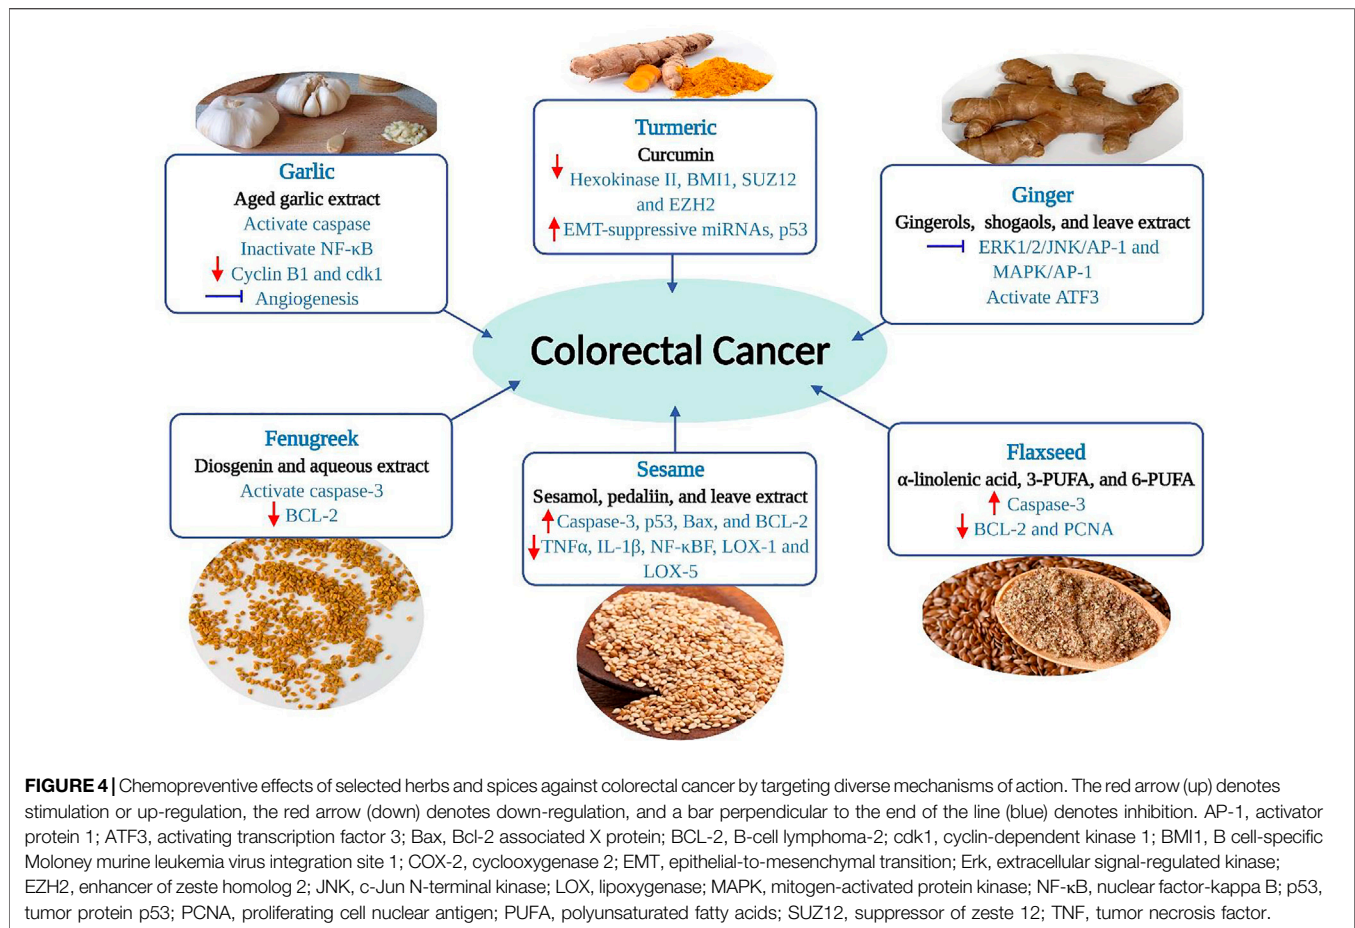 Garlic
Aged garlic extract
Activate caspase
Inactivate NF-κB
Cyclin B1 and cdk1
Angiogenesis
Turmeric
Curcumin
Hexokinase II, BMI1, SUZ12
and EZH2
EMT-suppressive miRNAs, p53
Ginger
Gingerols, shogaols, and leave extract
ERK1/2/JNK/AP-1 and
MAPK/AP-1
Activate ATF3
Colorectal Cancer
Fenugreek
Diosgenin and aqueous extract
Activate caspase-3
BCL-2
Sesame
Sesamol, pedaliin, and leave extract
Caspase-3, p53, Bax, and BCL-2
TNFα, IL-1β, NF-κBF, LOX-1 and
LOX-5
Flaxseed
α-linolenic acid, 3-PUFA, and 6-PUFA
Caspase-3
BCL-2 and PCNA
FIGURE 4 | Chemopreventive effects of selected herbs and spices against colorectal cancer by targeting diverse mechanisms of action. The red arrow (up) denotes
stimulation or up-regulation, the red arrow (down) denotes down-regulation, and a bar perpendicular to the end of the line (blue) denotes inhibition. AP-1, activator
protein 1; ATF3, activating transcription factor 3; Bax, Bcl-2 associated X protein; BCL-2, B-cell lymphoma-2; cdk1, cyclin-dependent kinase 1; BMI1, B cell-specific
Moloney murine leukemia virus integration site 1; COX-2, cyclooxygenase 2; EMT, epithelial-to-mesenchymal transition; Erk, extracellular signal-regulated kinase;
EZH2, enhancer of zeste homolog 2; JNK, c-Jun N-terminal kinase; LOX, lipoxygenase; MAPK, mitogen-activated protein kinase; NF-κB, nuclear factor-kappa B; p53,
tumor protein p53; PCNA, proliferating cell nuclear antigen; PUFA, polyunsaturated fatty acids; SUZ12, suppressor of zeste 12; TNF, tumor necrosis factor.